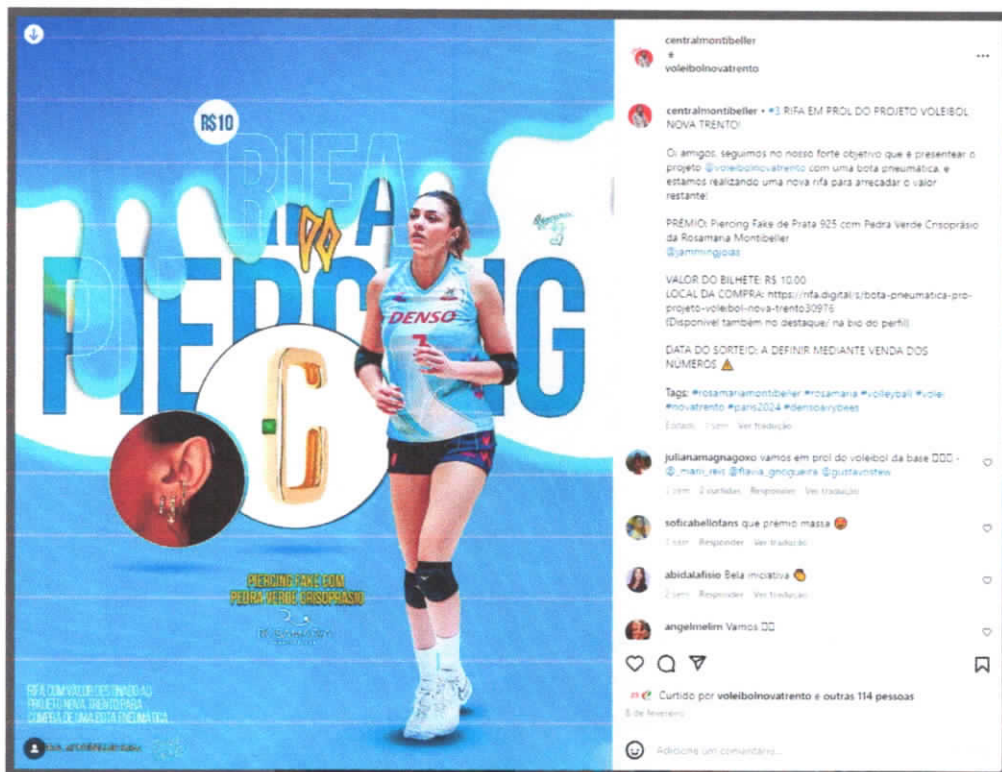 R$10
RIFA
DO
PIERCING
DENSO
PIERCING FAKE COM
PEDRA VERDE CRISOPRÁSIO
RIFA COM VALOR DESTINADO AO
PROJETO NOVA TRENTO PARA
COMPRA DE UMA BOTA PNEUMÁTICA
centralmontibeller
e
voleibolnovatrento
centralmontibeller • #3 RIFA EM PROL DO PROJETO VOLEIBOL
NOVA TRENTO!
Oi amigos, seguimos no nosso forte objetivo que é presentear o
projeto @voleibolnovatrento com uma bota pneumática, e
estamos realizando uma nova rifa para arrecadar o valor
restante:
PRÊMIO: Piercing Fake de Prata 925 com Pedra Verde Crisoprásio
da Rosamaria Montibeller
@jammingjoias
VALOR DO BILHETE: R$ 10,00
LOCAL DA COMPRA: https://rifa.digital/s/bota-pneumatica-pro-
projeto-voleibol-nova-trento30976
(Disponível também no destaque/ na bio do perfil)
DATA DO SORTEIO: A DEFINIR MEDIANTE VENDA DOS
NÚMEROS
Tags: #rosamariamontibeller #rosamaria #volleyball #volei
#novatrento #paris2024 #densoairybees
Editado 1 sem Ver tradução
julianamagnagoxo vamos em prol do voleibol da base
@_mani_reis @flavia_gnogueira @gustavostew
1 sem 2 curtidas Responder Ver tradução
soficabellofans que prêmio massa
1 sem Responder Ver tradução
abidalafisio Bela iniciativa
2 sem Responder Ver tradução
angelmelim Vamos
Curtido por voleibolnovatrento e outras 114 pessoas
6 de fevereiro
Adicione um comentário...